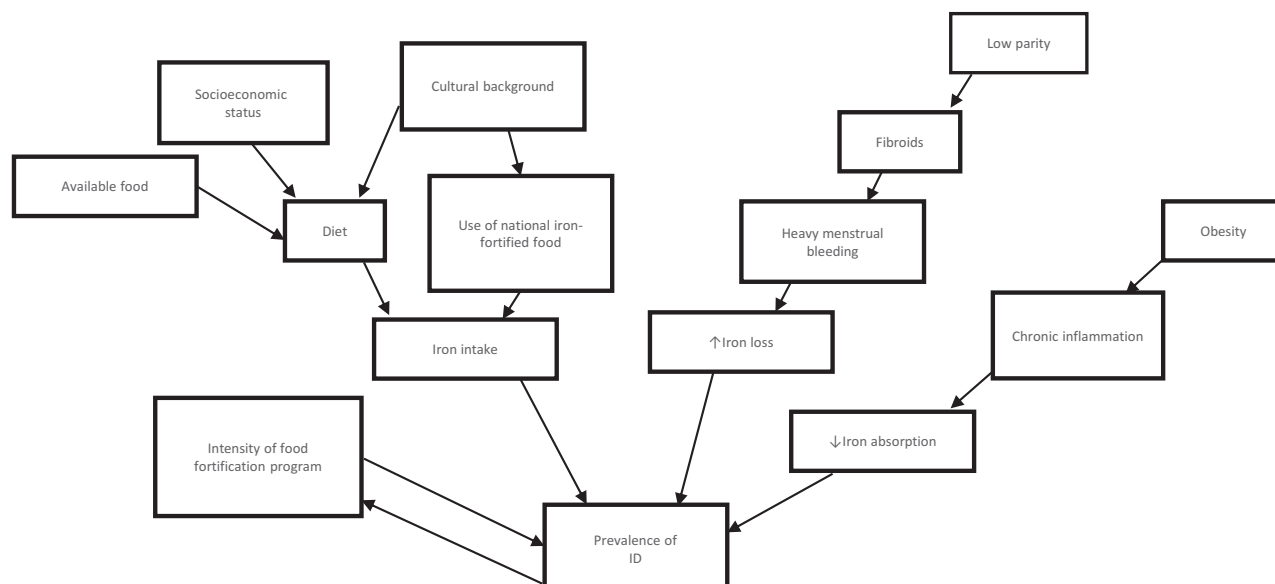 Low parity
Cultural background
Socioeconomic
status
Fibroids
Available food
Diet
Use of national iron-
fortified food
Heavy menstrual
bleeding
Obesity
Iron intake
↑Iron loss
Chronic inflammation
Intensity of food
fortification program
↓Iron absorption
Prevalence of
ID